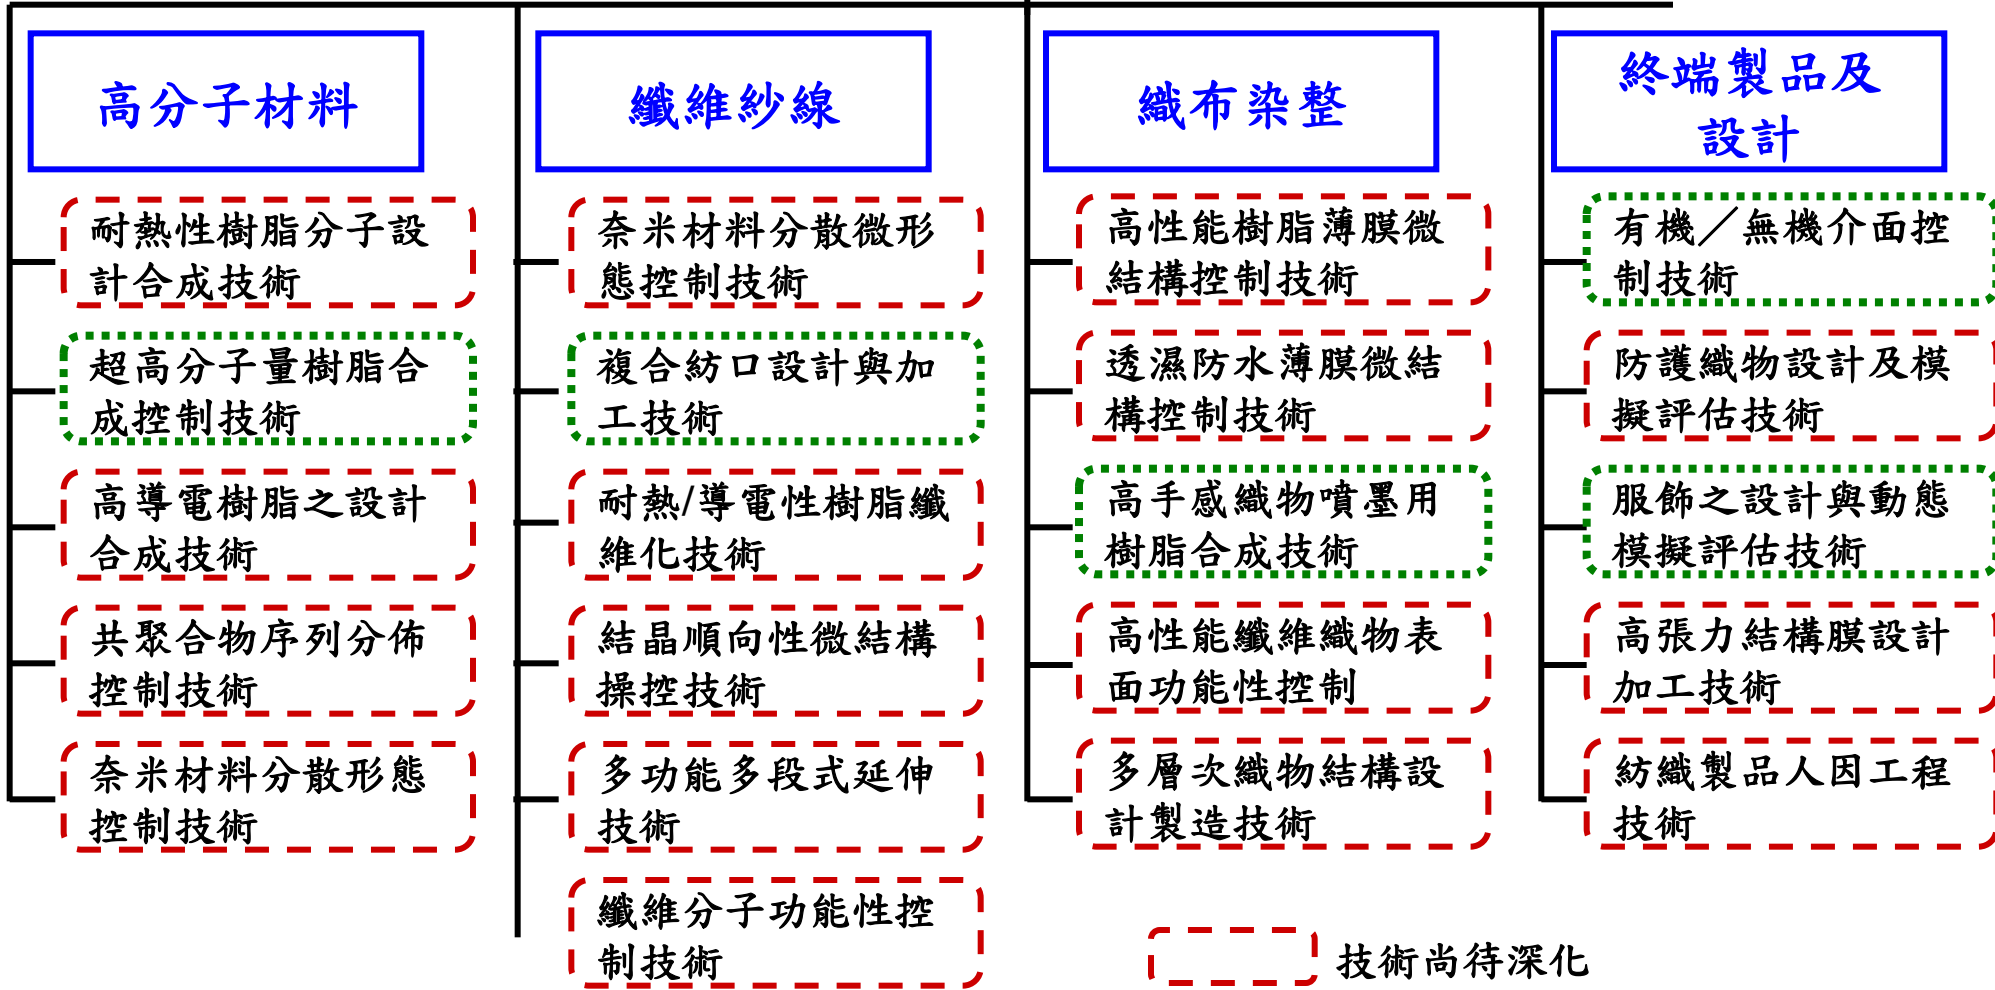 高分子材料
耐熱性樹脂分子設
計合成技術
超高分子量樹脂合
成控制技術
高導電樹脂之設計
合成技術
共聚合物序列分佈
控制技術
奈米材料分散形態
控制技術
纖維紗線
奈米材料分散微形
態控制技術
複合紡口設計與加
工技術
耐熱/導電性樹脂纖
維化技術
結晶順向性微結構
操控技術
多功能多段式延伸
技術
纖維分子功能性控
制技術
織布染整
高性能樹脂薄膜微
結構控制技術
透濕防水薄膜微結
構控制技術
高手感織物噴墨用
樹脂合成技術
高性能纖維織物表
面功能性控制
多層次織物結構設
計製造技術
終端製品及
設計
有機／無機介面控
制技術
防護織物設計及模
擬評估技術
服飾之設計與動態
模擬評估技術
高張力結構膜設計
加工技術
紡織製品人因工程
技術
技術尚待深化